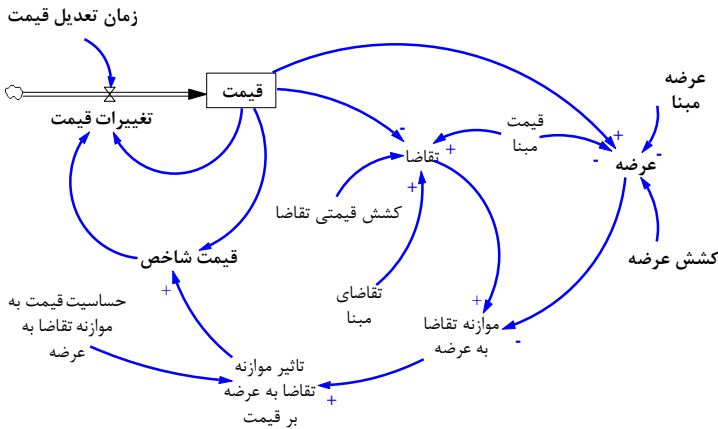 زمان تعدیل قیمت
قیمت
تغییرات قیمت
عرضه
مبنا
قیمت
مبنا
-
+
+
-
-
تقاضا
عرضه
+
کشش قیمتی تقاضا
+
کشش عرضه
قیمت شاخص
+
حساسیت قیمت به
موازنه تقاضا به
عرضه
تقاضای
مبنا
+
موازنه تقاضا
به عرضه
-
تاثیر موازنه
تقاضا به عرضه
بر قیمت
+